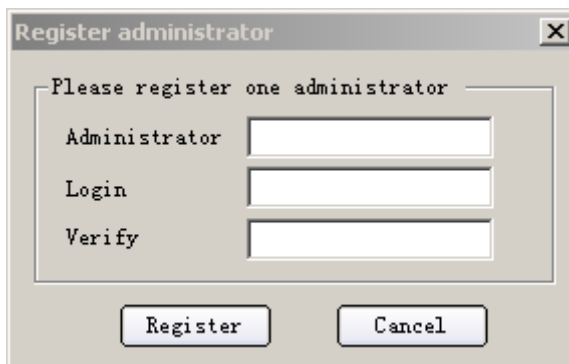 Register administrator
Please register one administrator
Administrator
Login
Verify
Register
Cancel